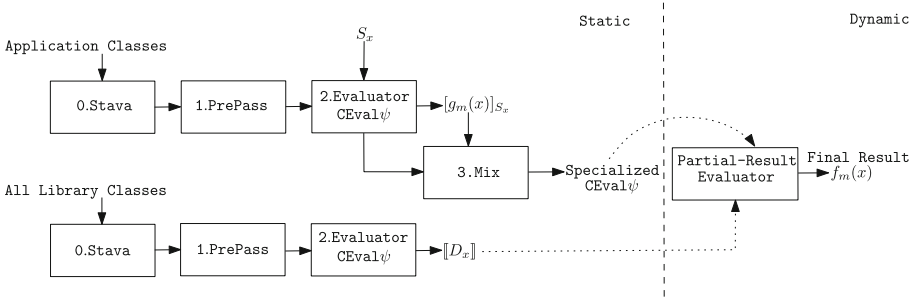 Static
Dynamic
Application Classes
S_x
0.Stava
1.PrePass
2.Evaluator
CEvalψ
[g_m(x)]_{S_x}
3.Mix
Specialized
CEvalψ
Partial-Result
Evaluator
Final Result
f_m(x)
All Library Classes
0.Stava
1.PrePass
2.Evaluator
CEvalψ
⟦D_x⟧